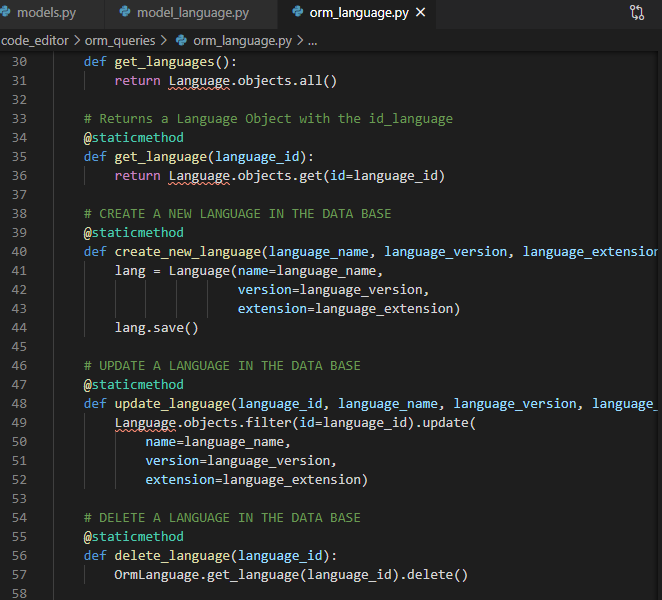 models.py model_language.py orm_language.py
code_editor > orm_queries > orm_language.py > ...
30 def get_languages():
31 return Language.objects.all()
32
33 # Returns a Language Object with the id_language
34 @staticmethod
35 def get_language(language_id):
36 return Language.objects.get(id=language_id)
37
38 # CREATE A NEW LANGUAGE IN THE DATA BASE
39 @staticmethod
40 def create_new_language(language_name, language_version, language_extension
41 lang = Language(name=language_name,
42 version=language_version,
43 extension=language_extension)
44 lang.save()
45
46 # UPDATE A LANGUAGE IN THE DATA BASE
47 @staticmethod
48 def update_language(language_id, language_name, language_version, language_
49 Language.objects.filter(id=language_id).update(
50 name=language_name,
51 version=language_version,
52 extension=language_extension)
53
54 # DELETE A LANGUAGE IN THE DATA BASE
55 @staticmethod
56 def delete_language(language_id):
57 OrmLanguage.get_language(language_id).delete()
58